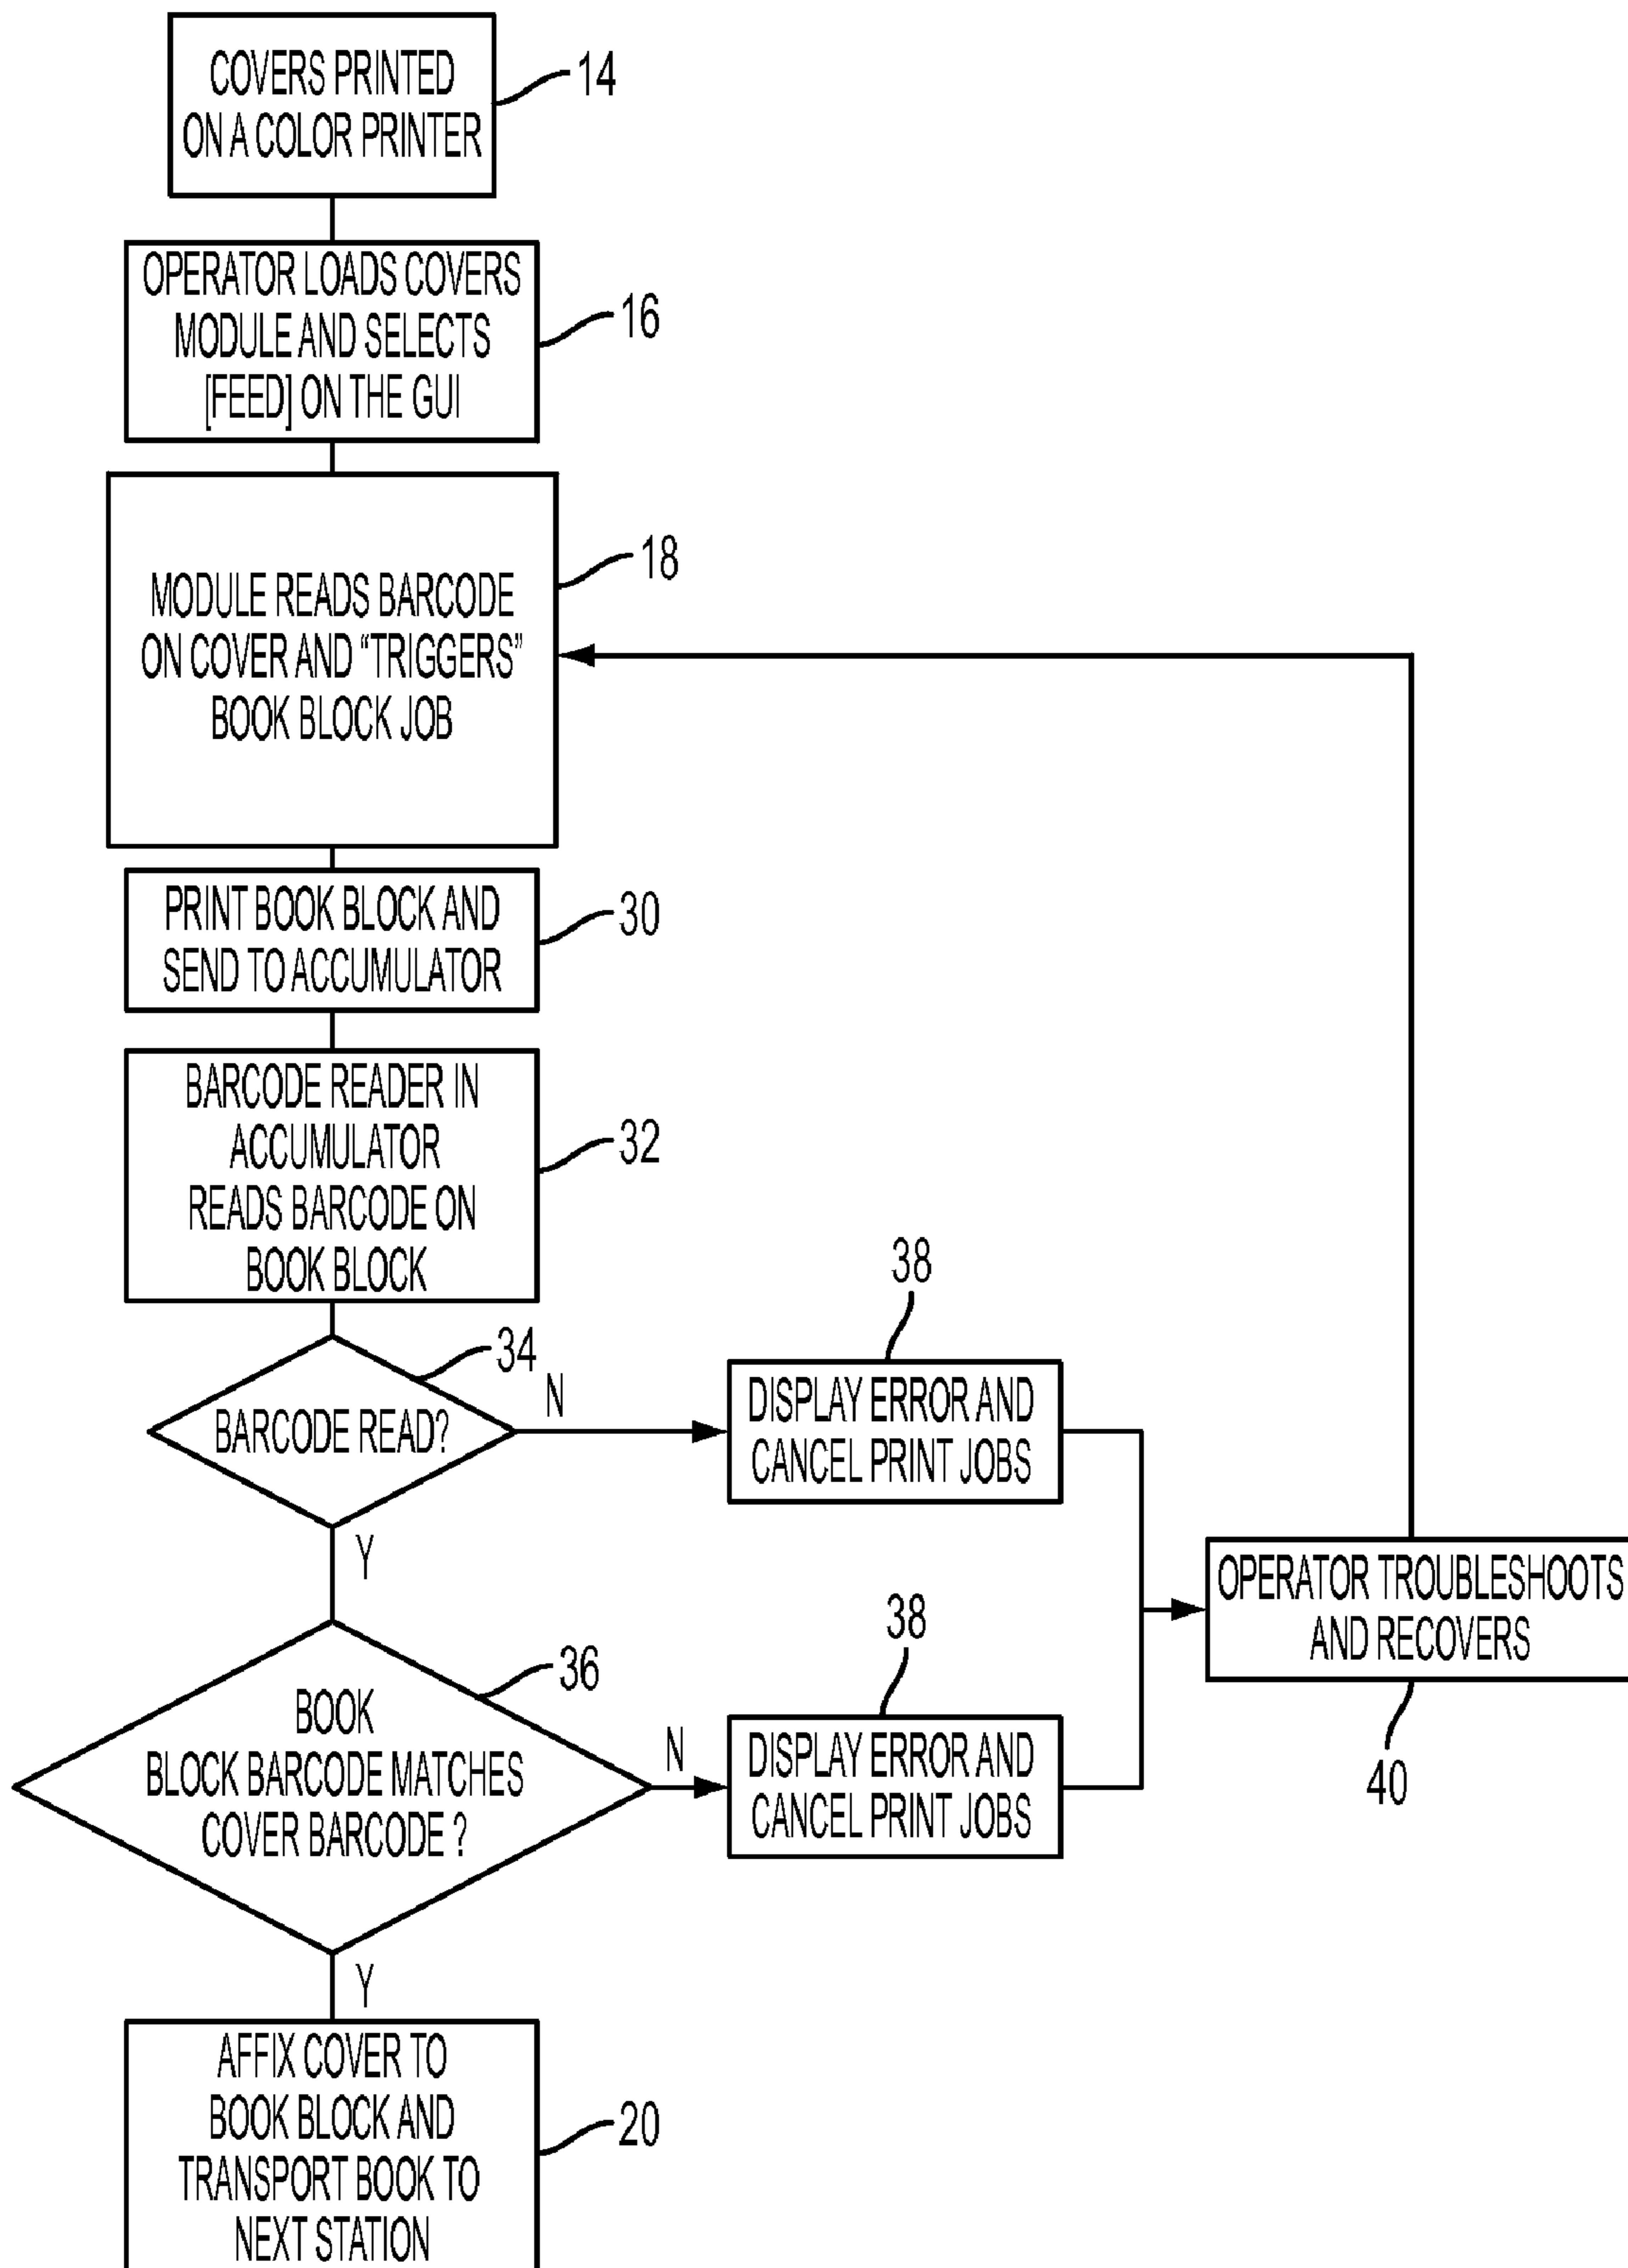 COVERS PRINTED
ON A COLOR PRINTER
14
OPERATOR LOADS COVERS
MODULE AND SELECTS
[FEED] ON THE GUI
16
MODULE READS BARCODE
ON COVER AND “TRIGGERS”
BOOK BLOCK JOB
18
PRINT BOOK BLOCK AND
SEND TO ACCUMULATOR
30
BARCODE READER IN
ACCUMULATOR
READS BARCODE ON
BOOK BLOCK
32
BARCODE READ?
34
N
Y
DISPLAY ERROR AND
CANCEL PRINT JOBS
38
BOOK
BLOCK BARCODE MATCHES
COVER BARCODE ?
36
N
Y
DISPLAY ERROR AND
CANCEL PRINT JOBS
38
OPERATOR TROUBLESHOOTS
AND RECOVERS
40
AFFIX COVER TO
BOOK BLOCK AND
TRANSPORT BOOK TO
NEXT STATION
20